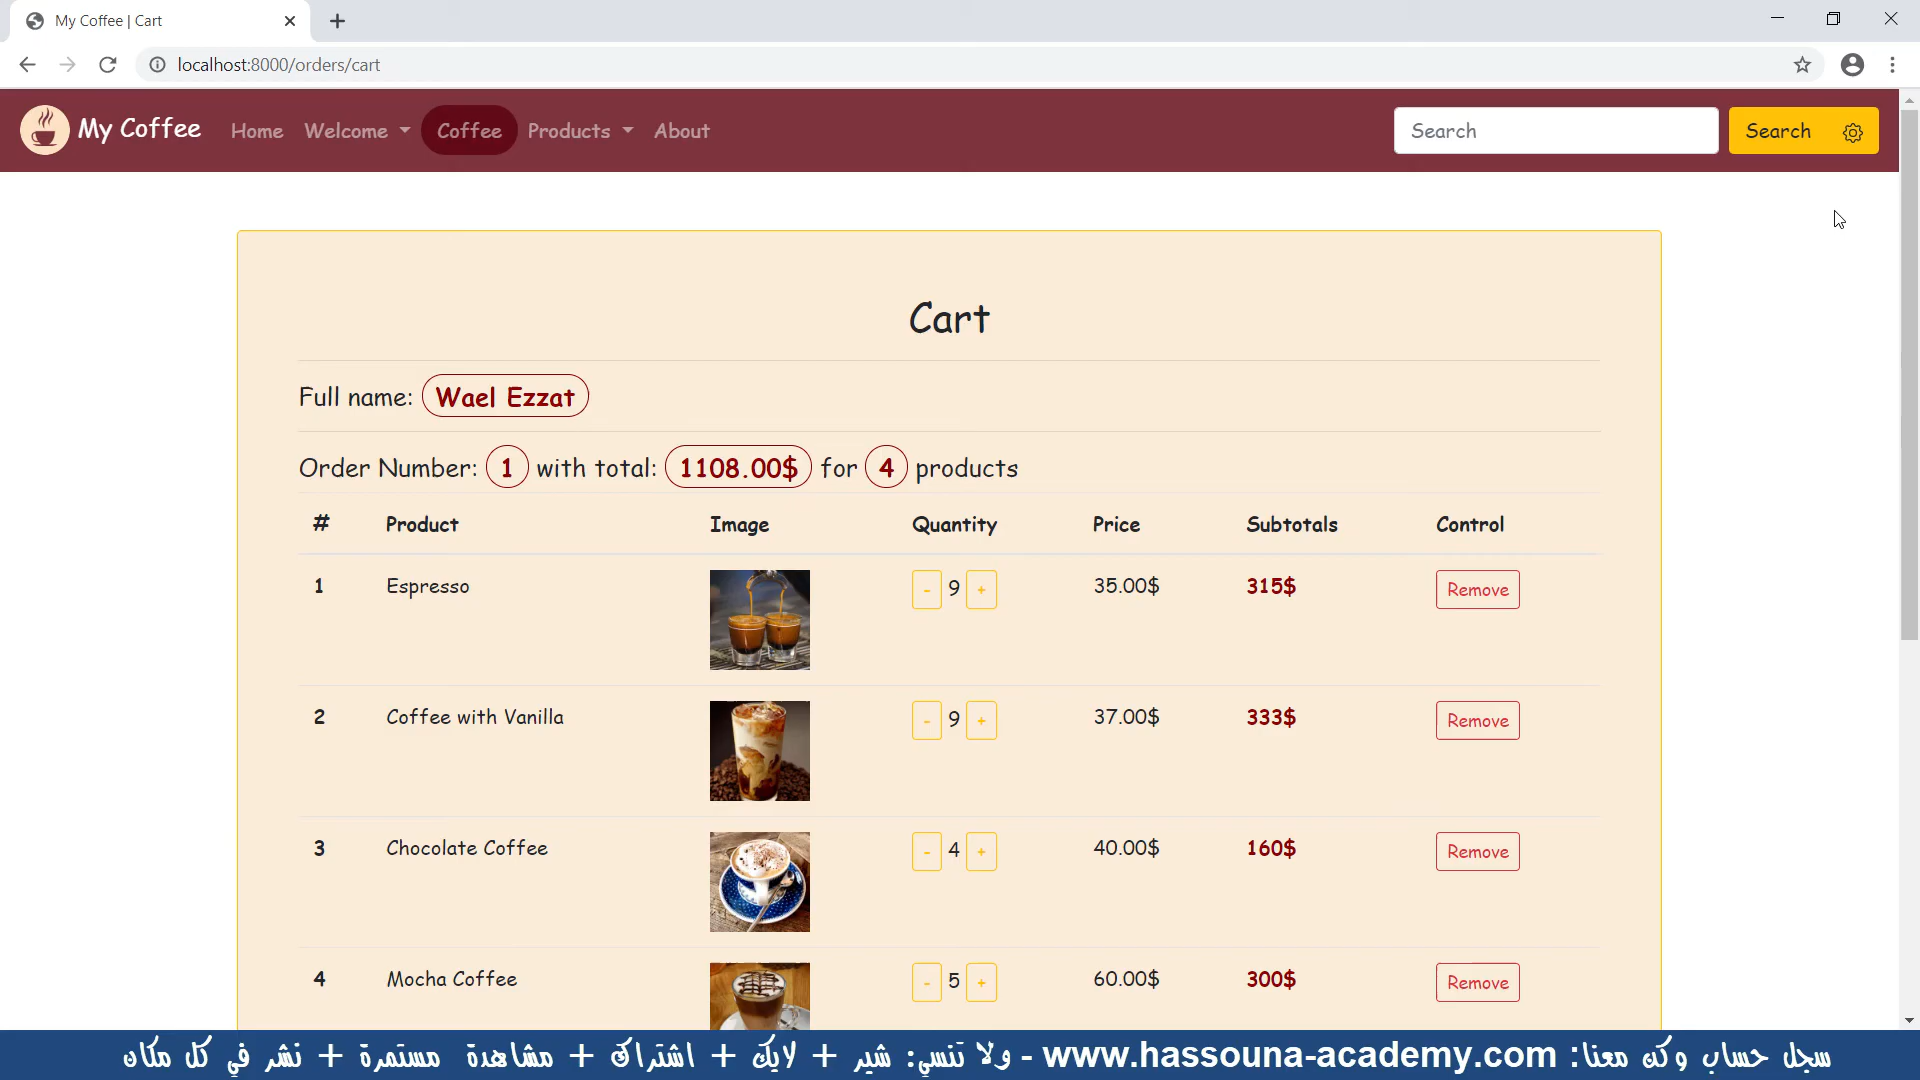 My Coffee | Cart
localhost:8000/orders/cart
My Coffee Home Welcome Coffee Products About Search Search
Cart
Full name: Wael Ezzat
Order Number: 1 with total: 1108.00$ for 4 products
# Product Image Quantity Price Subtotals Control
1 Espresso - 9 + 35.00$ 315$ Remove
2 Coffee with Vanilla - 9 + 37.00$ 333$ Remove
3 Chocolate Coffee - 4 + 40.00$ 160$ Remove
4 Mocha Coffee - 5 + 60.00$ 300$ Remove
سجل حساب وكن معنا: www.hassouna-academy.com - ولا تنسي: شير + لايك + اشتراك + مشاهدة مستمرة + نشر في كل مكان